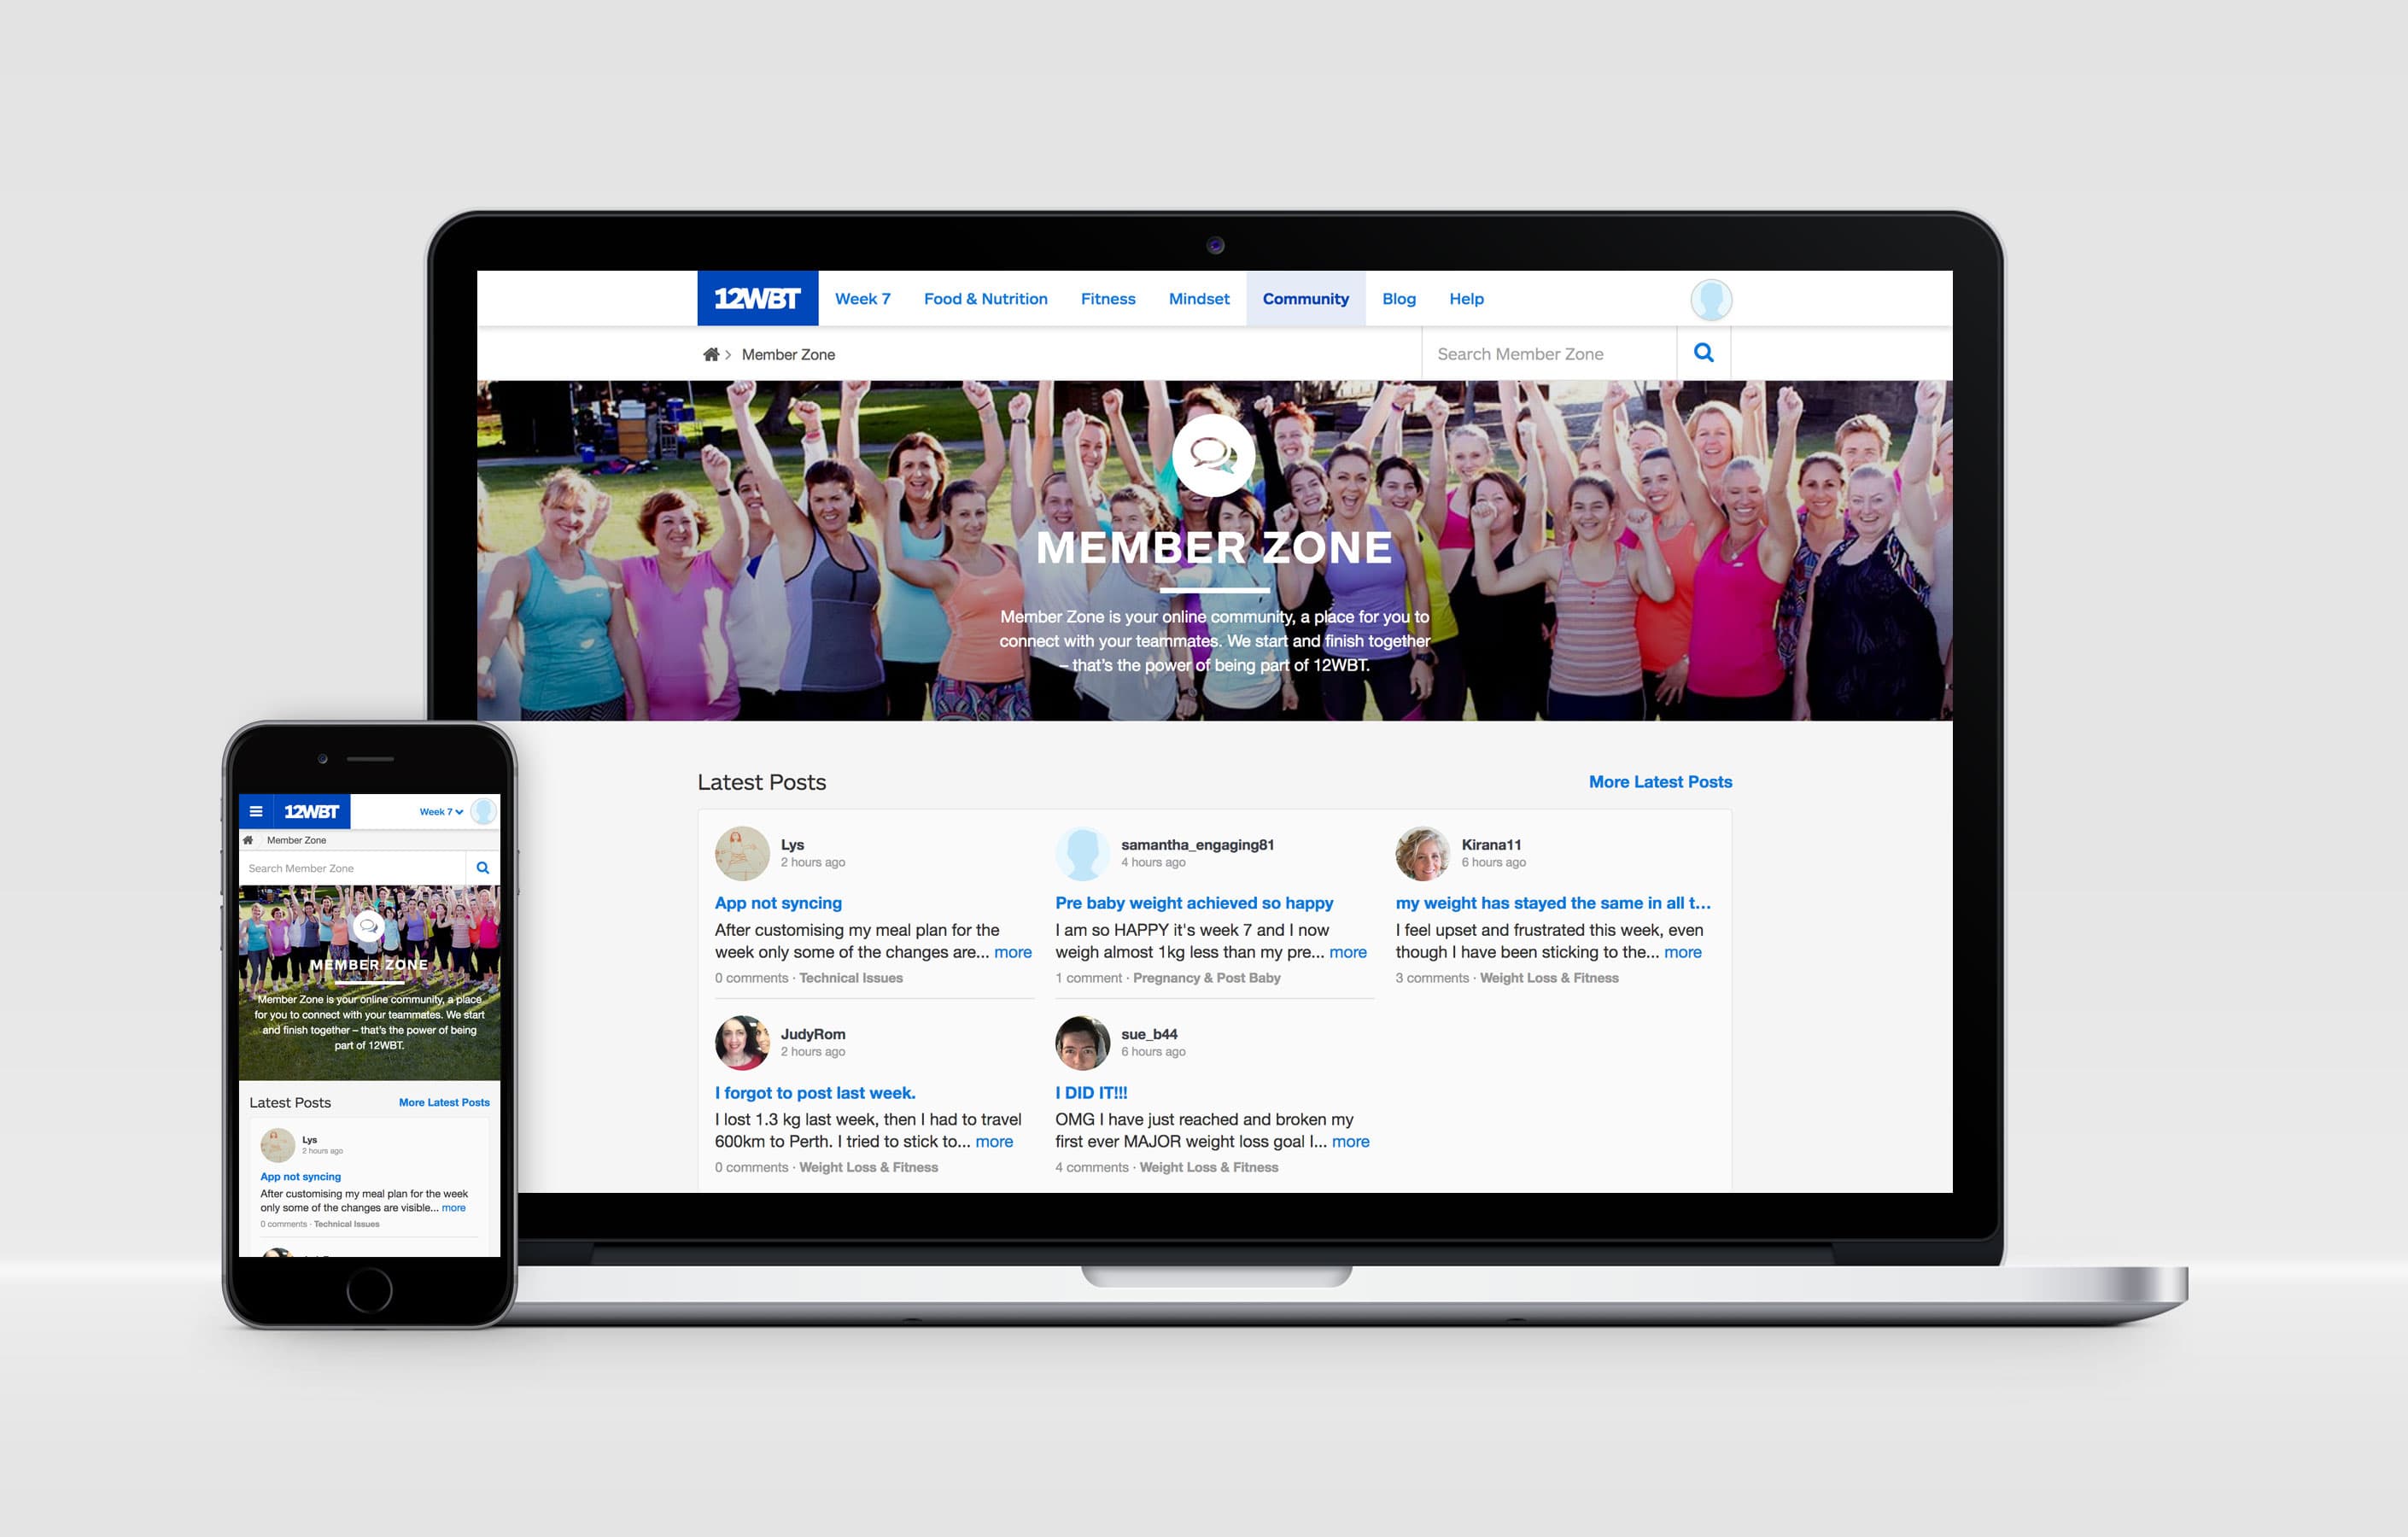 12WBT Week 7 Food & Nutrition Fitness Mindset Community Blog Help
Member Zone Search Member Zone
MEMBER ZONE
Member Zone is your online community, a place for you to
connect with your teammates. We start and finish together
– that's the power of being part of 12WBT.
Latest Posts More Latest Posts
Lys
2 hours ago
App not syncing
After customising my meal plan for the
week only some of the changes are... more
0 comments · Technical Issues
samantha_engaging81
4 hours ago
Pre baby weight achieved so happy
I am so HAPPY it's week 7 and I now
weigh almost 1kg less than my pre... more
1 comment · Pregnancy & Post Baby
Kirana11
6 hours ago
my weight has stayed the same in all t...
I feel upset and frustrated this week, even
though I have been sticking to the... more
3 comments · Weight Loss & Fitness
JudyRom
2 hours ago
I forgot to post last week.
I lost 1.3 kg last week, then I had to travel
600km to Perth. I tried to stick to... more
0 comments · Weight Loss & Fitness
sue_b44
6 hours ago
I DID IT!!!
OMG I have just reached and broken my
first ever MAJOR weight loss goal I... more
4 comments · Weight Loss & Fitness
12WBT Week 7
Member Zone
Search Member Zone
MEMBER ZONE
Member Zone is your online community, a place
for you to connect with your teammates. We start
and finish together – that's the power of being
part of 12WBT.
Latest Posts More Latest Posts
Lys
2 hours ago
App not syncing
After customising my meal plan for the week
only some of the changes are visible... more
0 comments · Technical Issues